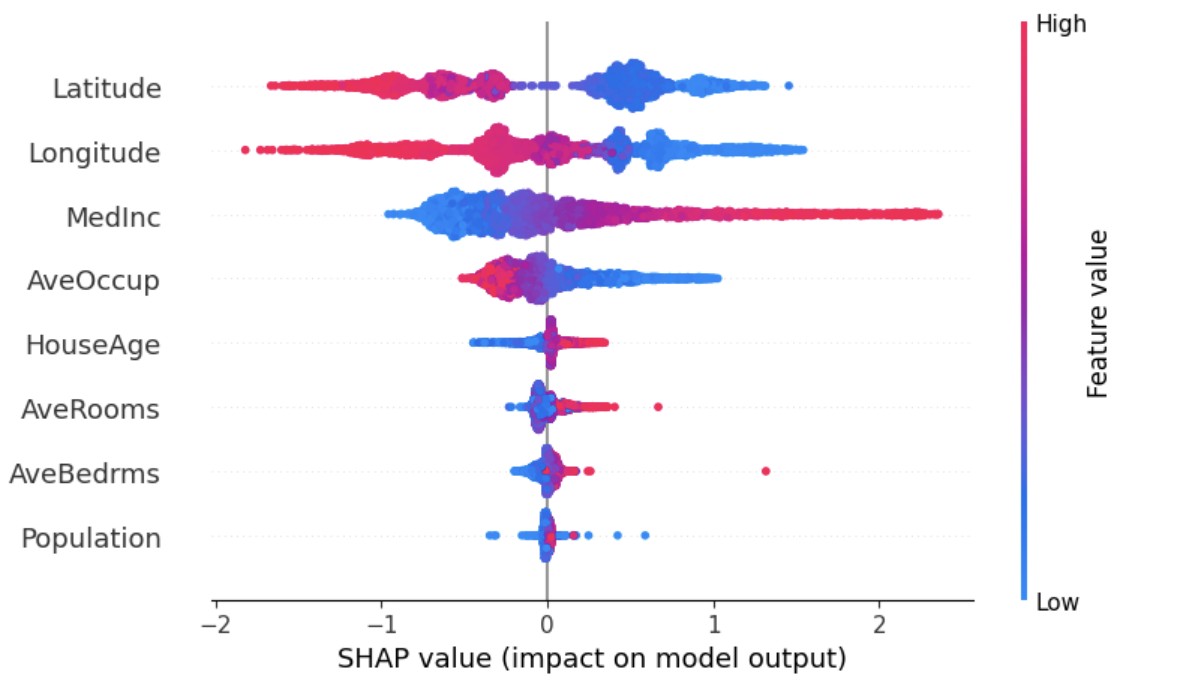 High
Latitude
Longitude
MedInc
AveOccup
HouseAge
AveRooms
AveBedrms
Population
Feature value
Low
−2 −1 0 1 2
SHAP value (impact on model output)